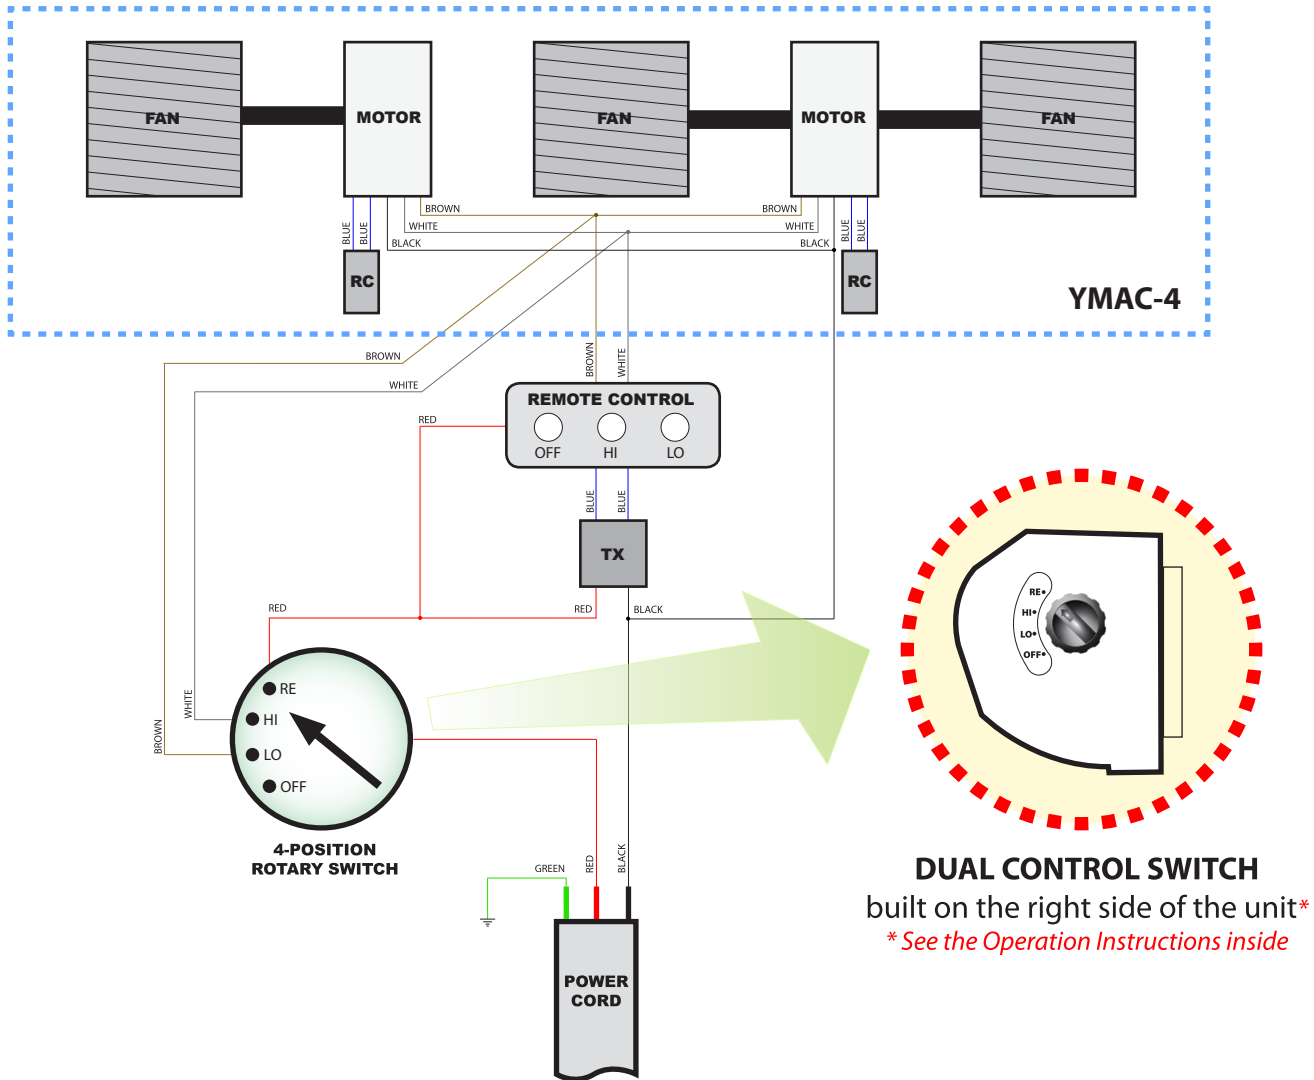 FAN
MOTOR
FAN
MOTOR
FAN
BROWN
BROWN
WHITE
WHITE
BLACK
BLACK
BLUE
BLUE
BLUE
BLUE
RC
RC
YMAC-4
BROWN
WHITE
BROWN
WHITE
RED
REMOTE CONTROL
OFF
HI
LO
BLUE
BLUE
TX
RED
RED
BLACK
RE
HI
LO
OFF
WHITE
BROWN
4-POSITION
ROTARY SWITCH
RE
HI
LO
OFF
GREEN
RED
BLACK
POWER
CORD
DUAL CONTROL SWITCH
built on the right side of the unit*
* See the Operation Instructions inside